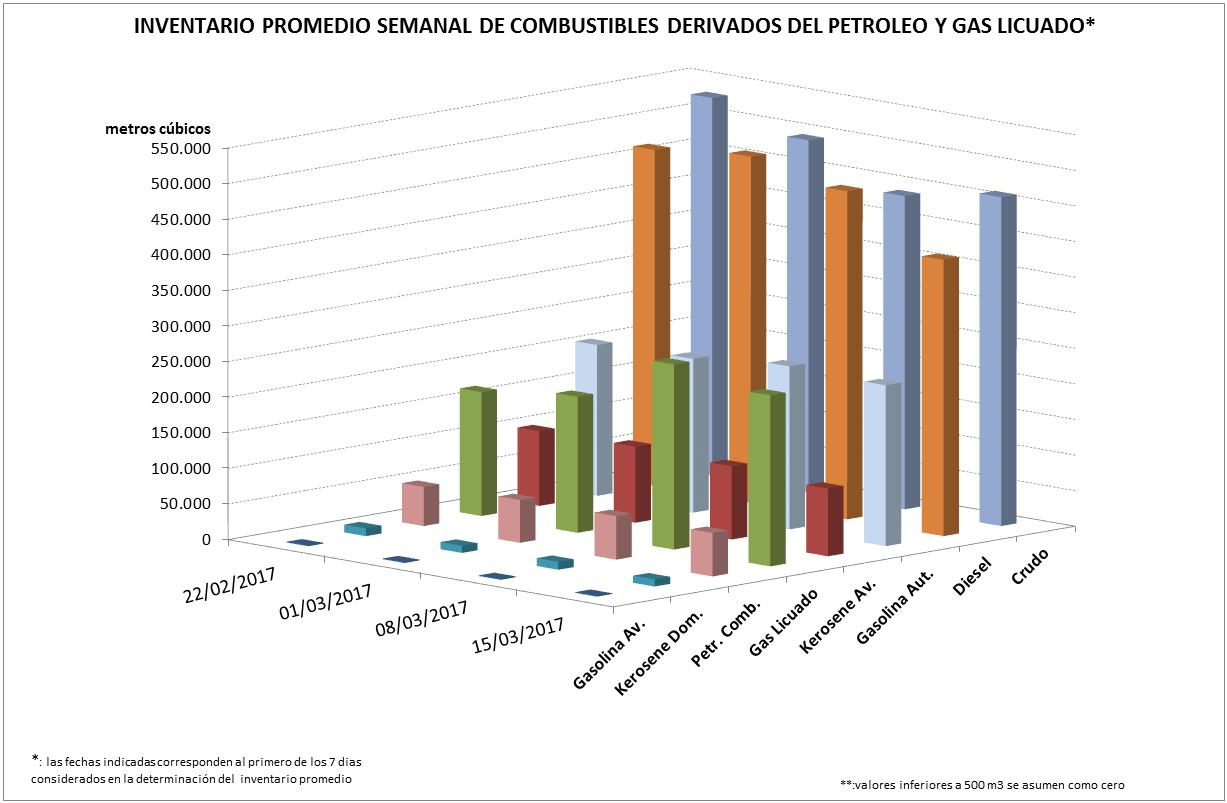 INVENTARIO PROMEDIO SEMANAL DE COMBUSTIBLES DERIVADOS DEL PETROLEO Y GAS LICUADO*
metros cúbicos
550.000
500.000
450.000
400.000
350.000
300.000
250.000
200.000
150.000
100.000
50.000
0
22/02/2017
01/03/2017
08/03/2017
15/03/2017
Gasolina Av.
Kerosene Dom.
Petr. Comb.
Gas Licuado
Kerosene Av.
Gasolina Aut.
Diesel
Crudo
*: las fechas indicadas corresponden al primero de los 7 dias
considerados en la determinación del inventario promedio
**:valores inferiores a 500 m3 se asumen como cero